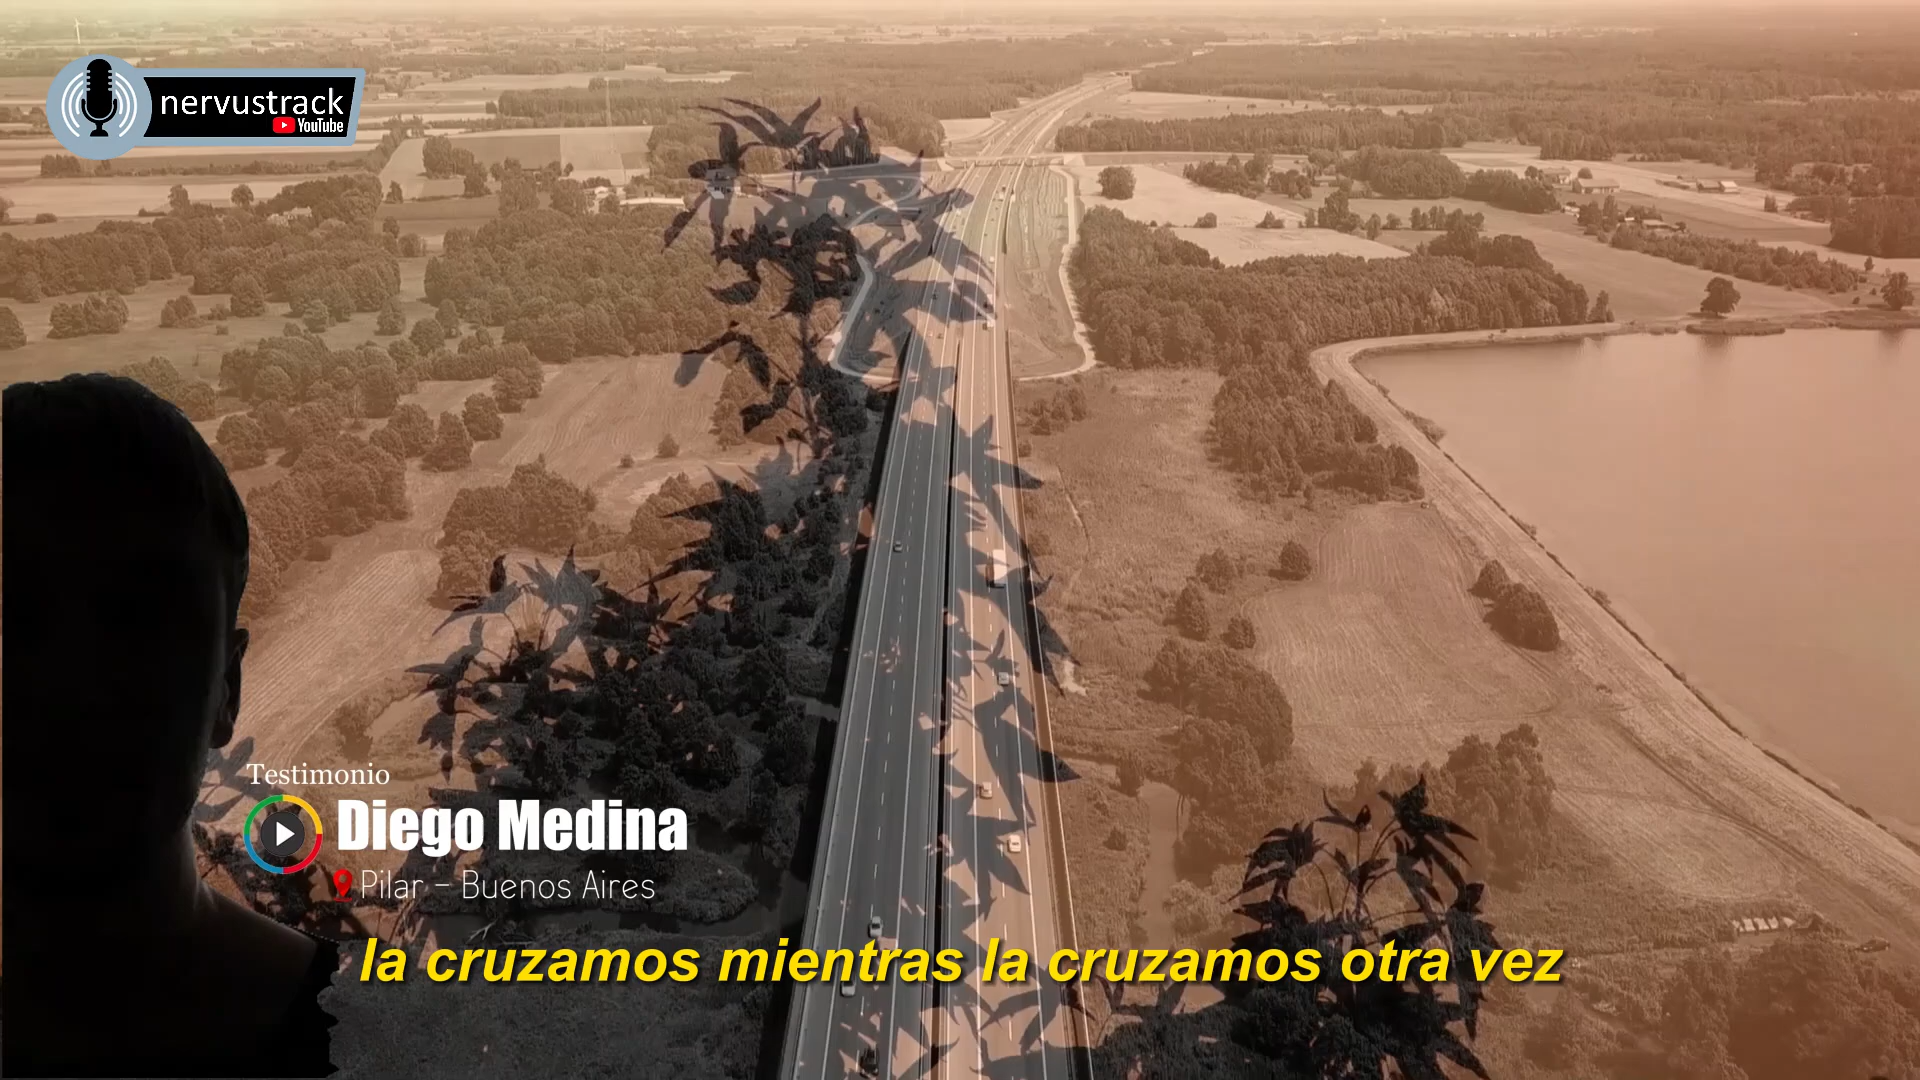 nervustrack
YouTube
Testimonio
Diego Medina
Pilar - Buenos Aires
la cruzamos mientras la cruzamos otra vez